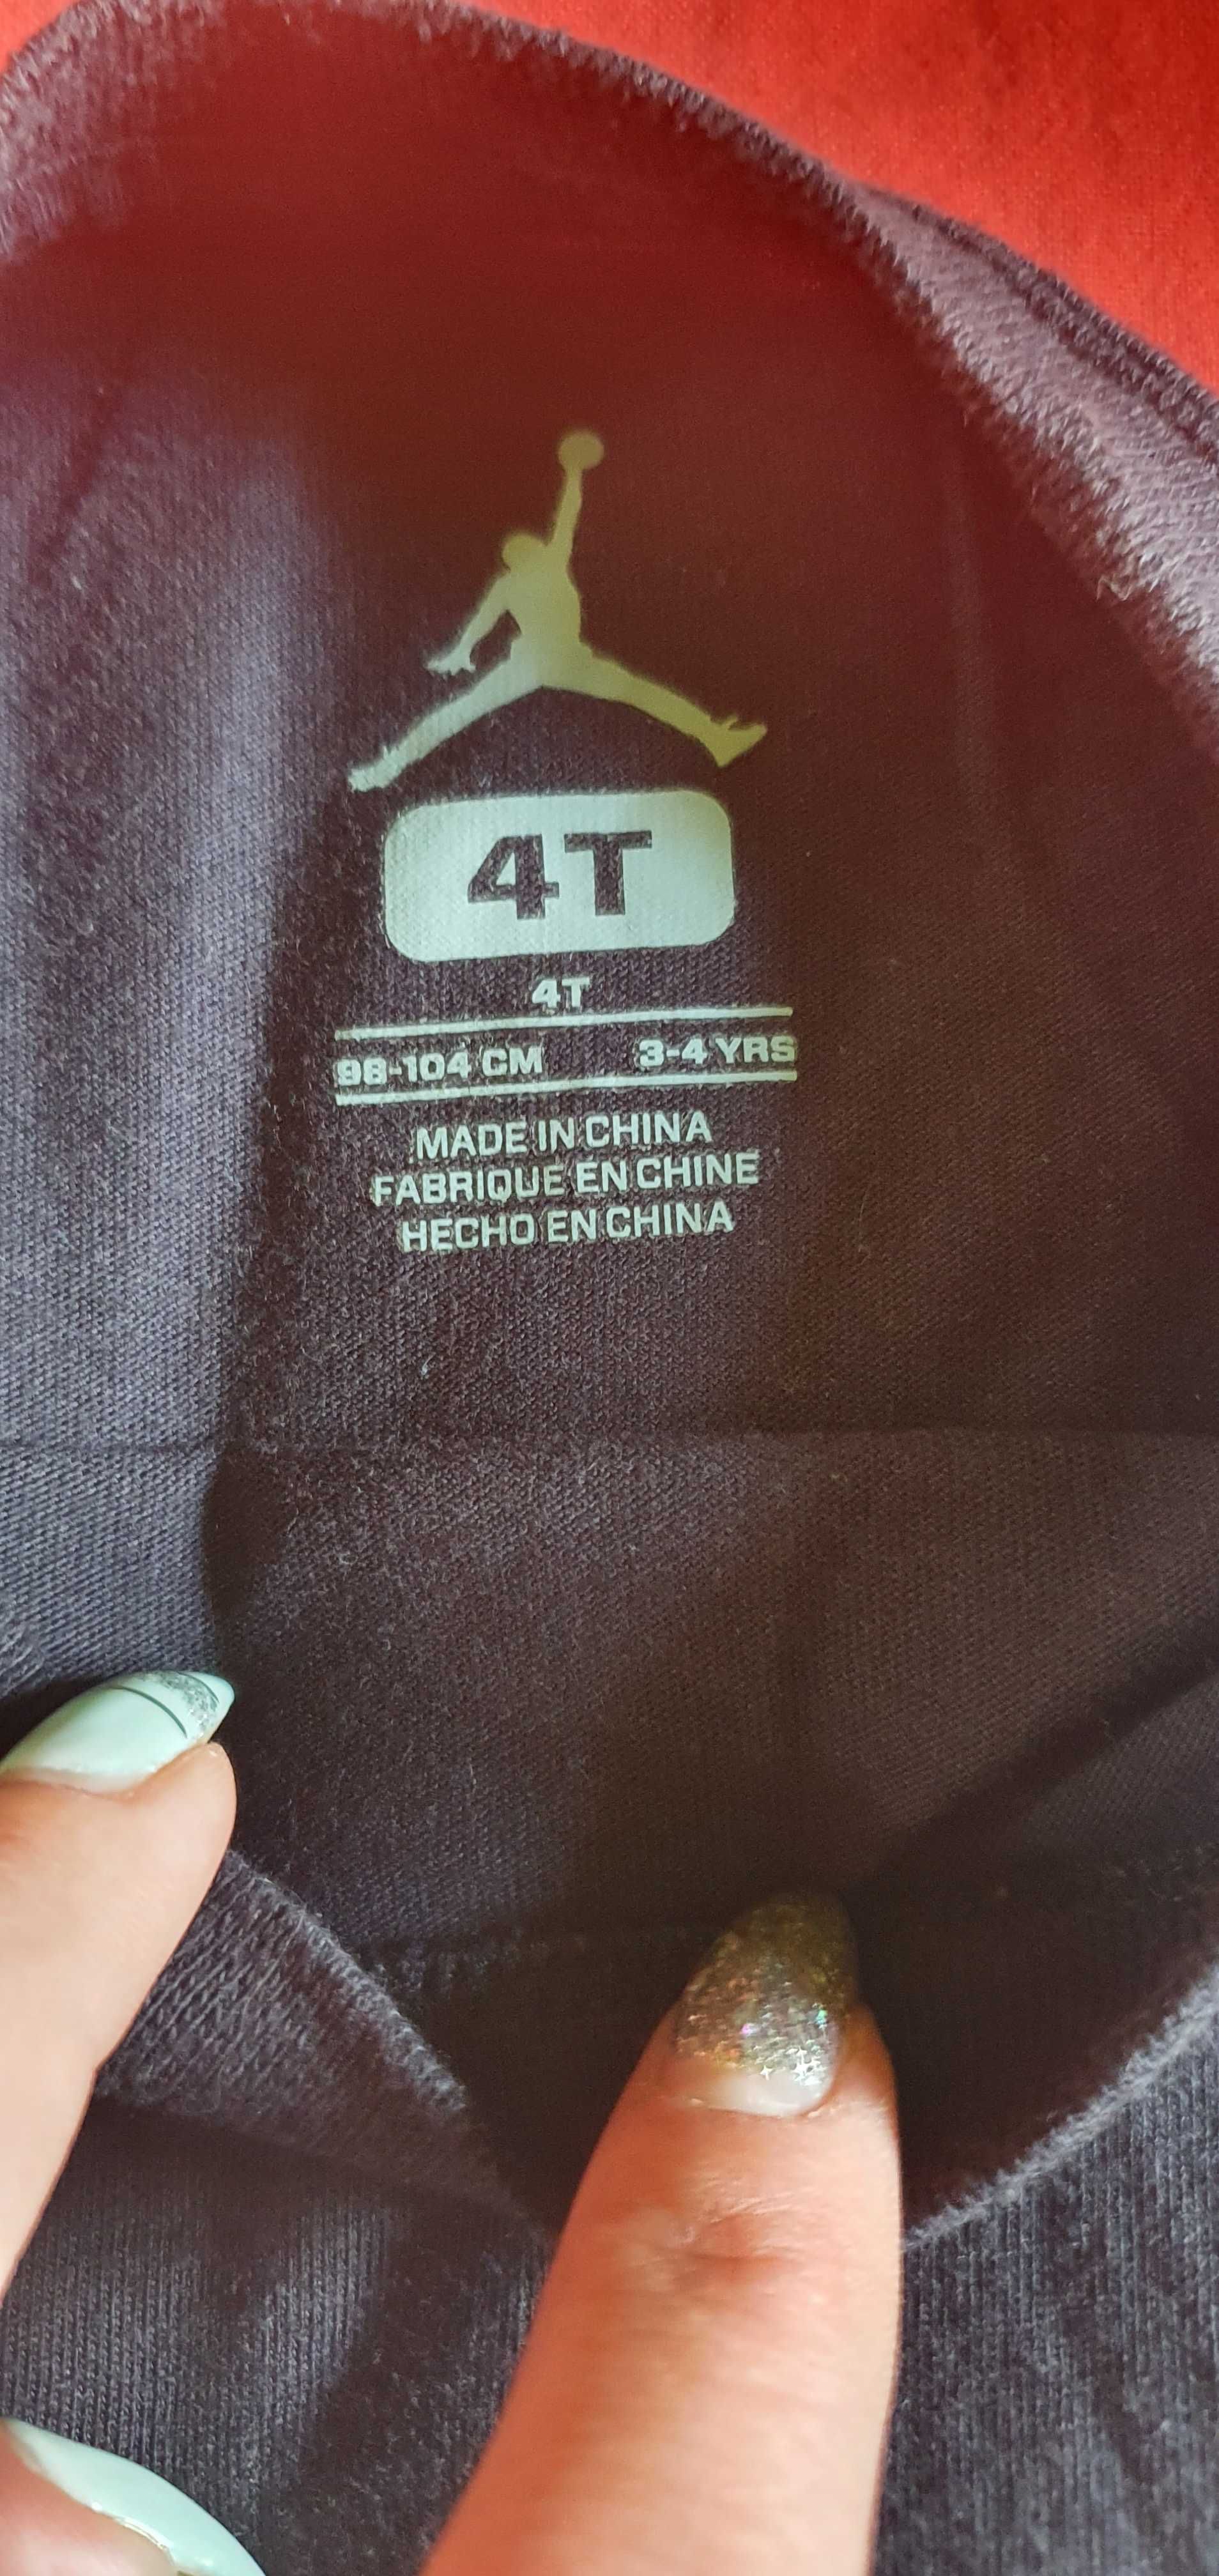 4T
4T
98-104 CM 3-4 YRS
MADE IN CHINA
FABRIQUE EN CHINE
HECHO EN CHINA